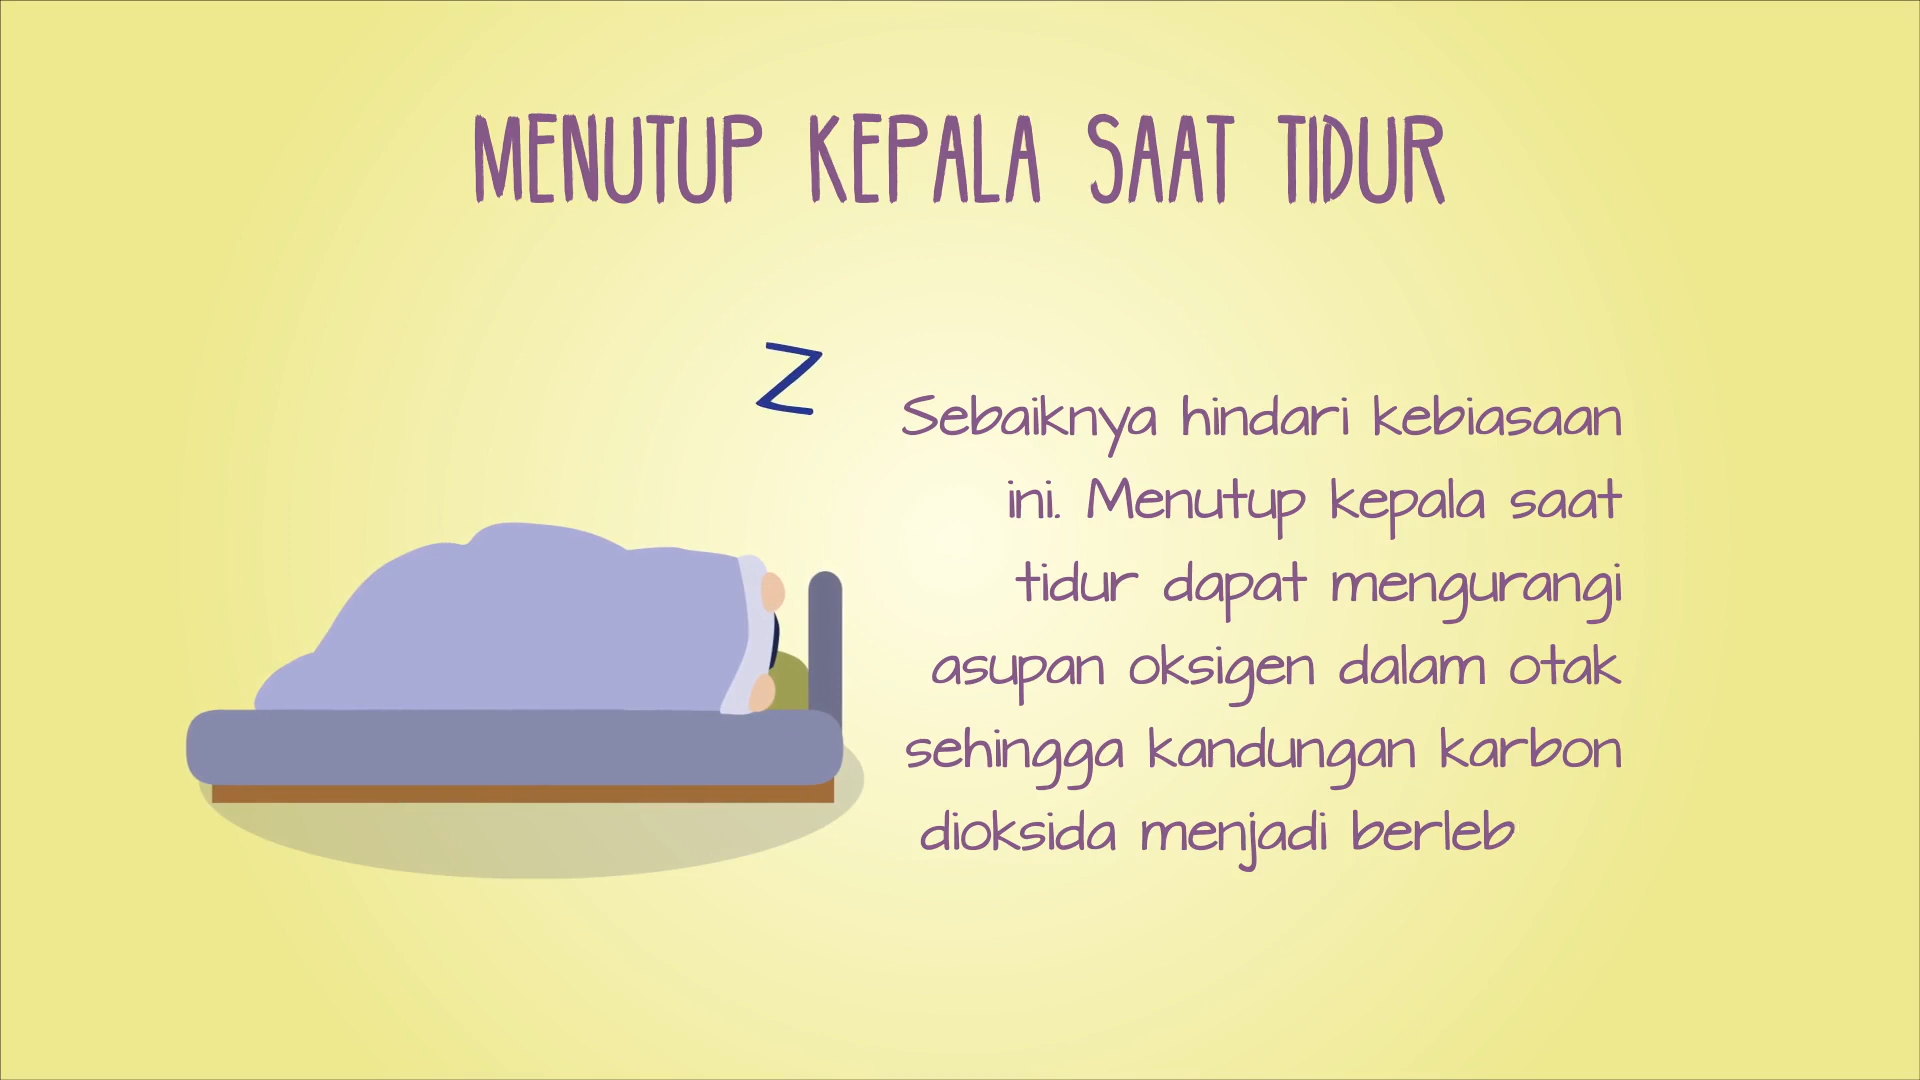 MENUTUP KEPALA SAAT TIDUR
Z
Sebaiknya hindari kebiasaan
ini. Menutup kepala saat
tidur dapat mengurangi
asupan oksigen dalam otak
sehingga kandungan karbon
dioksida menjadi berleb